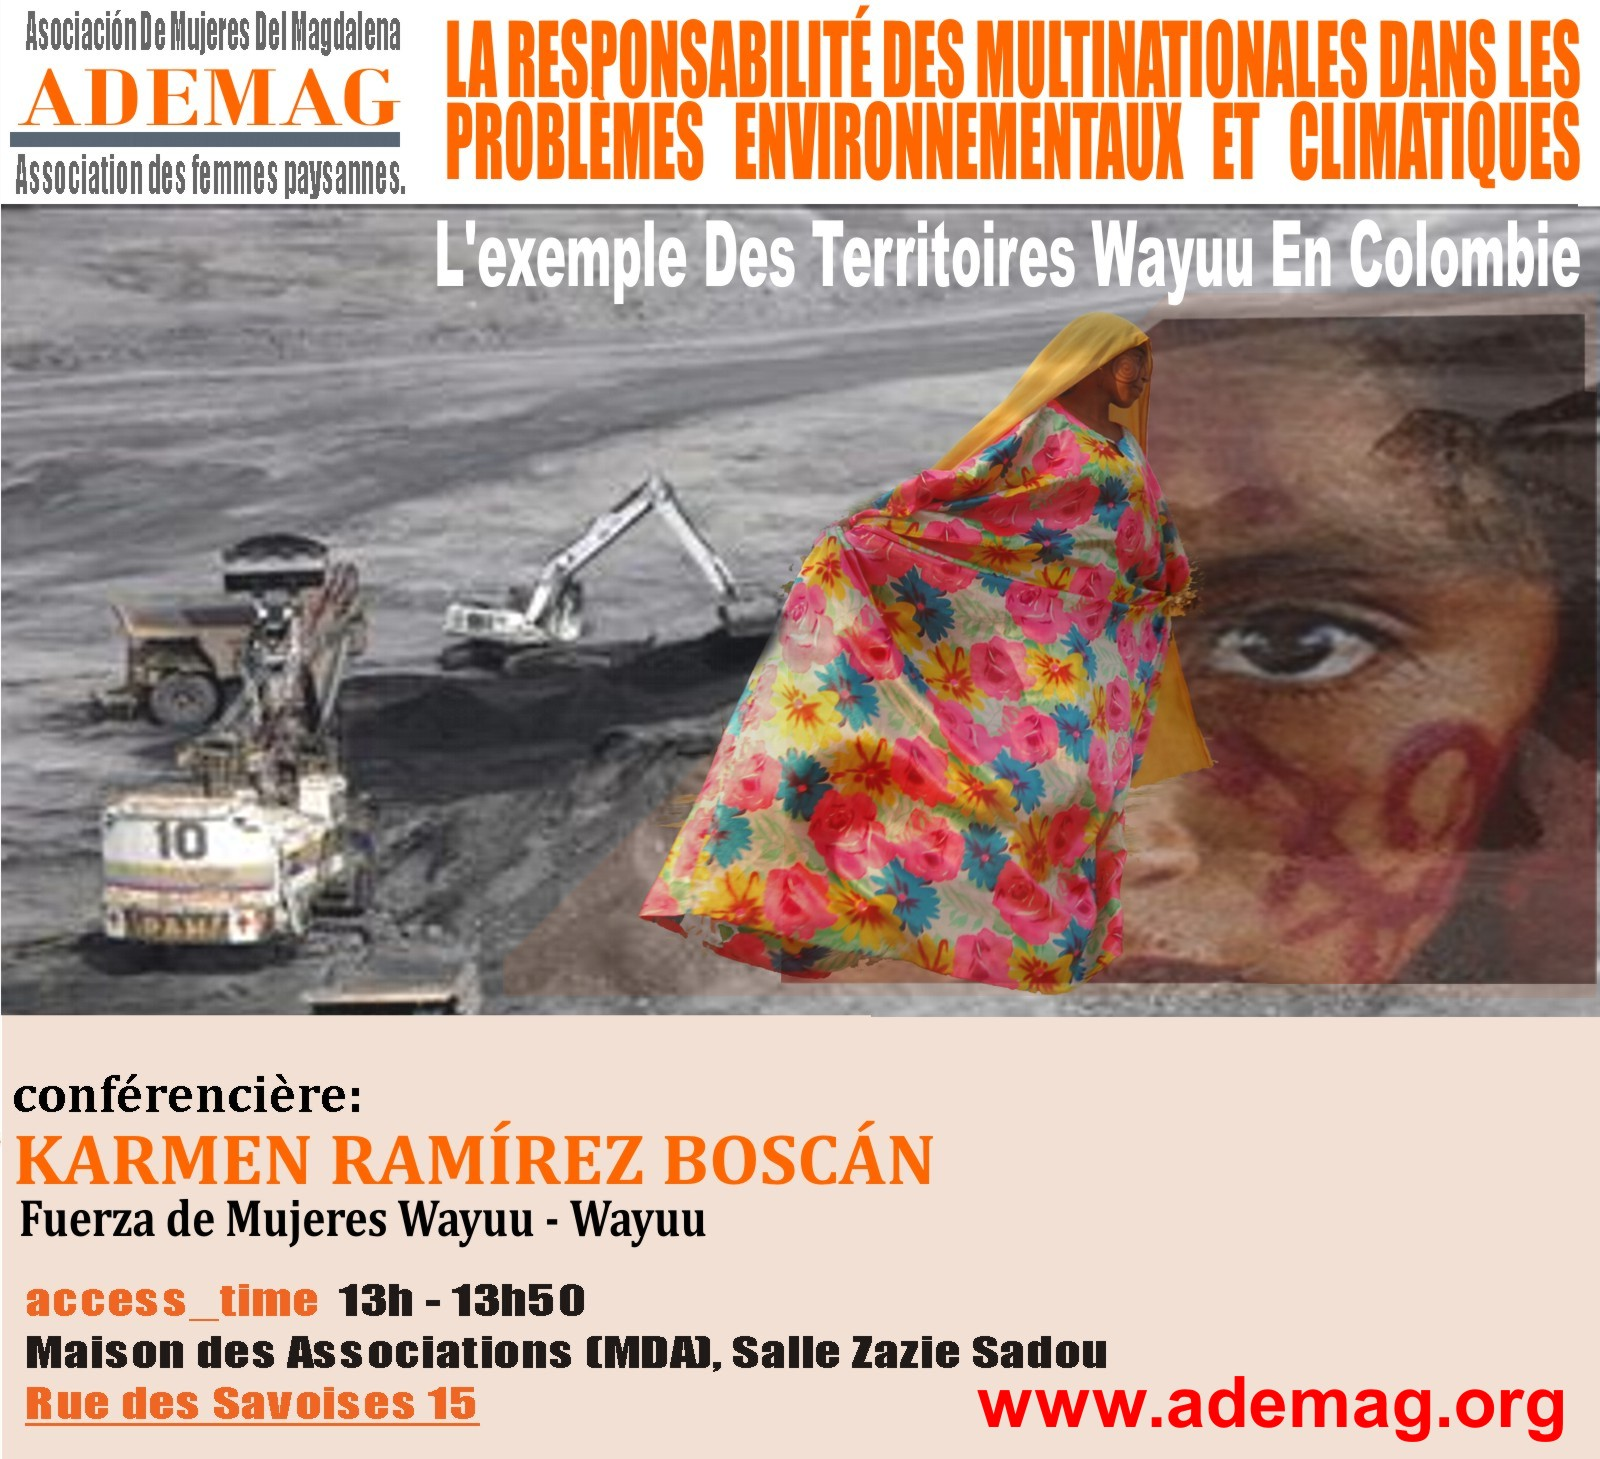 Asociación De Mujeres Del Magdalena
ADEMAG
Association des femmes paysannes.
LA RESPONSABILITÉ DES MULTINATIONALES DANS LES
PROBLÈMES ENVIRONNEMENTAUX ET CLIMATIQUES
L'exemple Des Territoires Wayuu En Colombie
10
conférencière:
KARMEN RAMÍREZ BOSCÁN
Fuerza de Mujeres Wayuu - Wayuu
access_time 13h - 13h50
Maison des Associations (MDA), Salle Zazie Sadou
Rue des Savoises 15
www.ademag.org